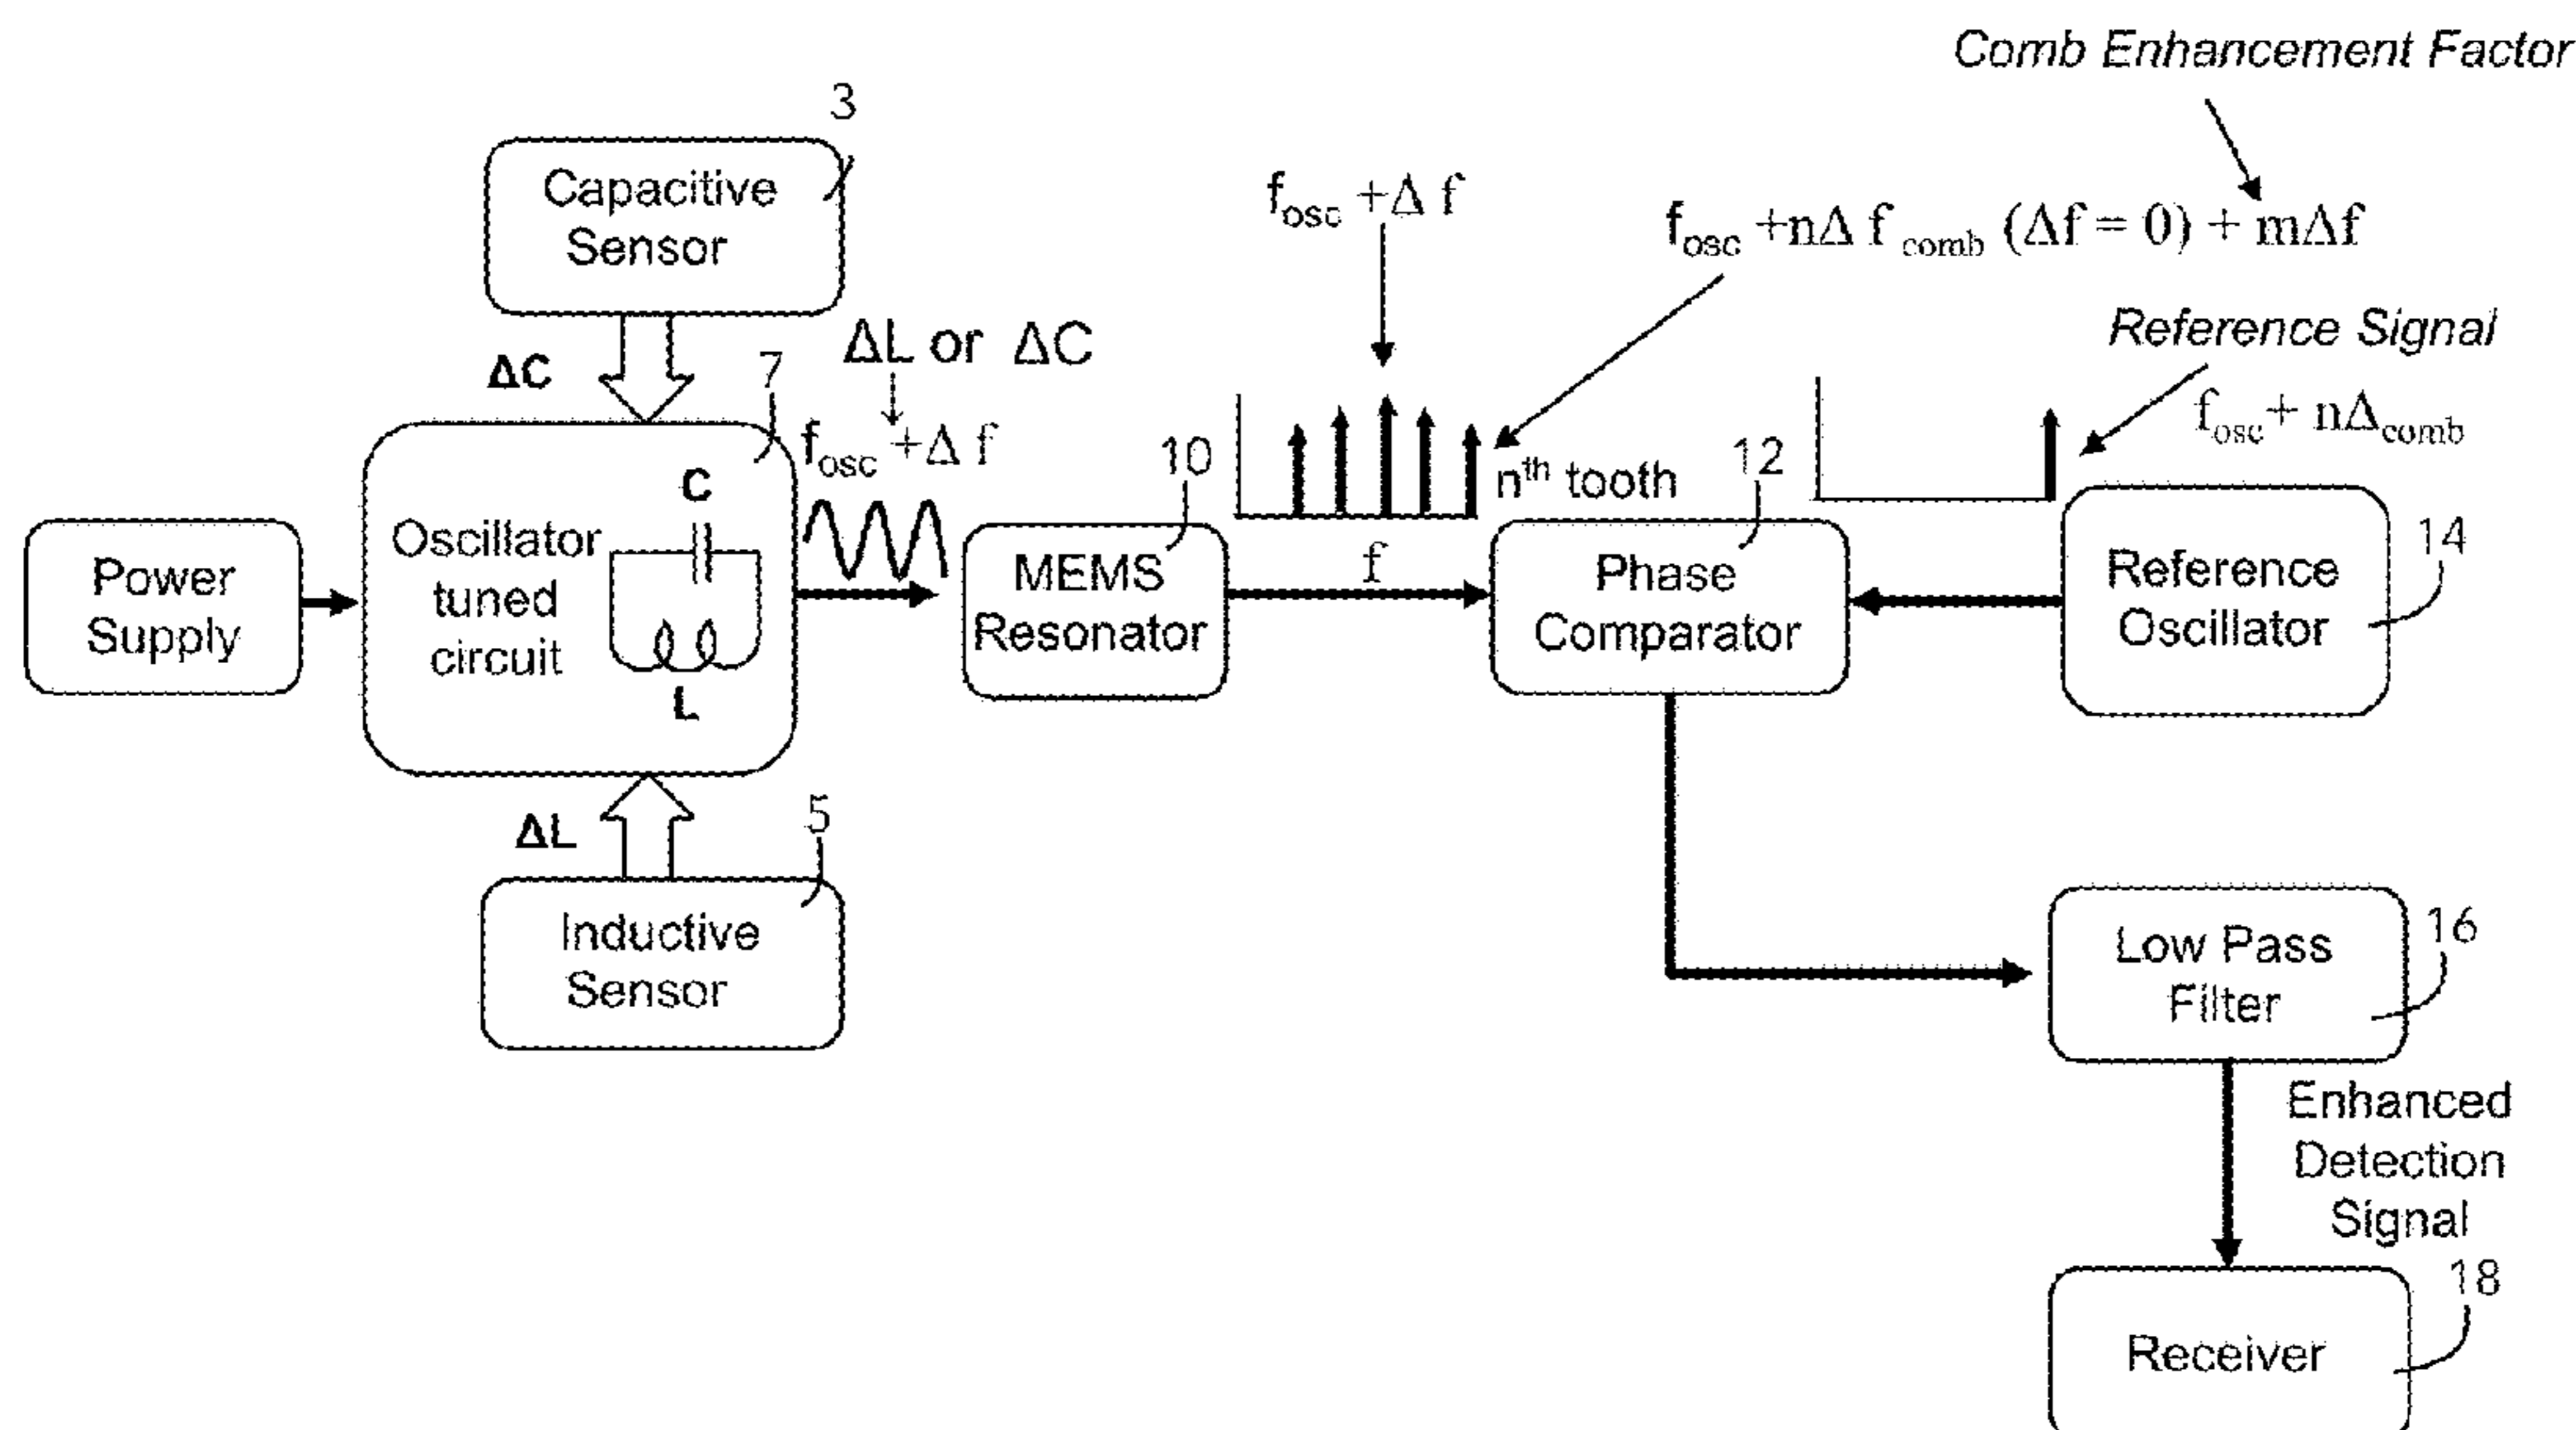 Comb Enhancement Factor
3
Capacitive
Sensor
f_osc +Δ f
f_osc +nΔ f_comb (Δf = 0) + mΔf
Reference Signal
f_osc + nΔ_comb
ΔC
7
ΔL or ΔC
f_osc +Δ f
10
n^th tooth
12
14
Power
Supply
Oscillator
tuned
circuit
C
L
MEMS
Resonator
f
Phase
Comparator
Reference
Oscillator
ΔL
5
Inductive
Sensor
16
Low Pass
Filter
Enhanced
Detection
Signal
18
Receiver